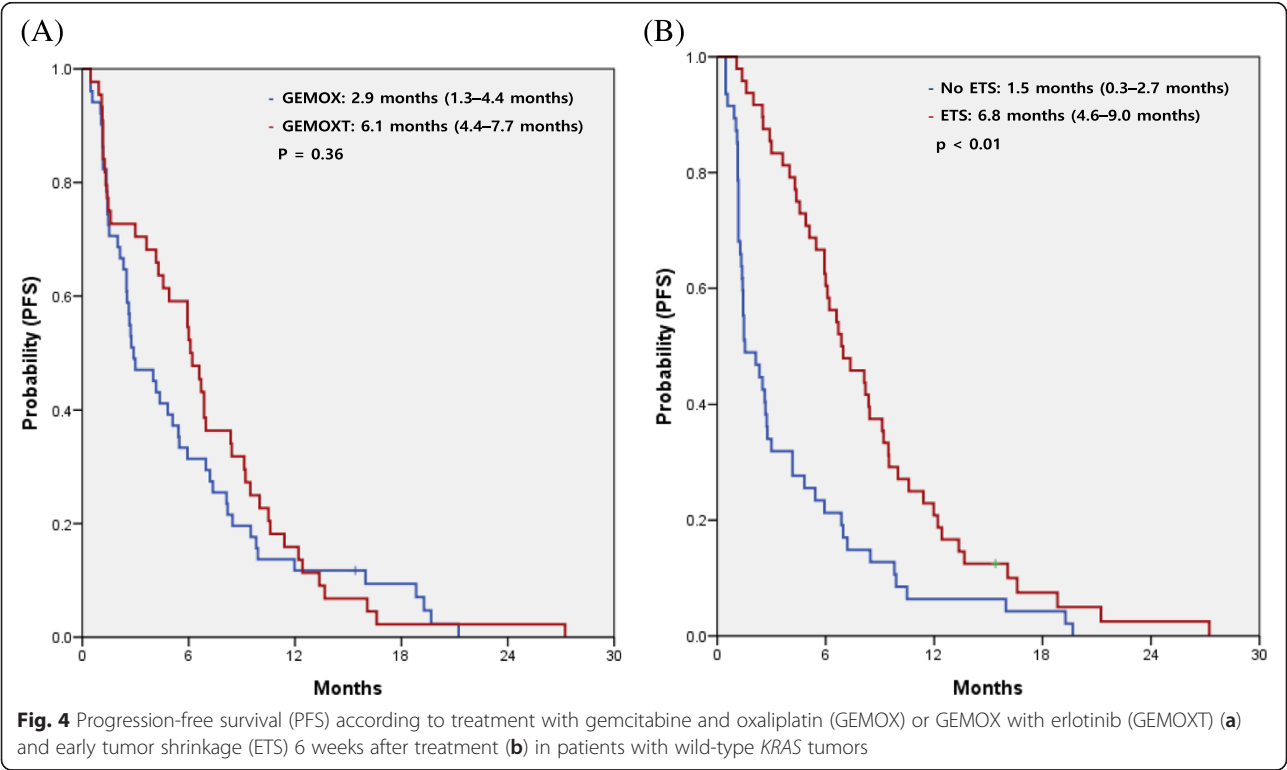 (A)
1.0
0.8
0.6
0.4
0.2
0.0
Probability (PFS)
- GEMOX: 2.9 months (1.3–4.4 months)
- GEMOXT: 6.1 months (4.4–7.7 months)
P = 0.36
0 6 12 18 24 30
Months
(B)
1.0
0.8
0.6
0.4
0.2
0.0
Probability (PFS)
- No ETS: 1.5 months (0.3–2.7 months)
- ETS: 6.8 months (4.6–9.0 months)
p < 0.01
0 6 12 18 24 30
Months
Fig. 4 Progression-free survival (PFS) according to treatment with gemcitabine and oxaliplatin (GEMOX) or GEMOX with erlotinib (GEMOXT) (a)
and early tumor shrinkage (ETS) 6 weeks after treatment (b) in patients with wild-type KRAS tumors